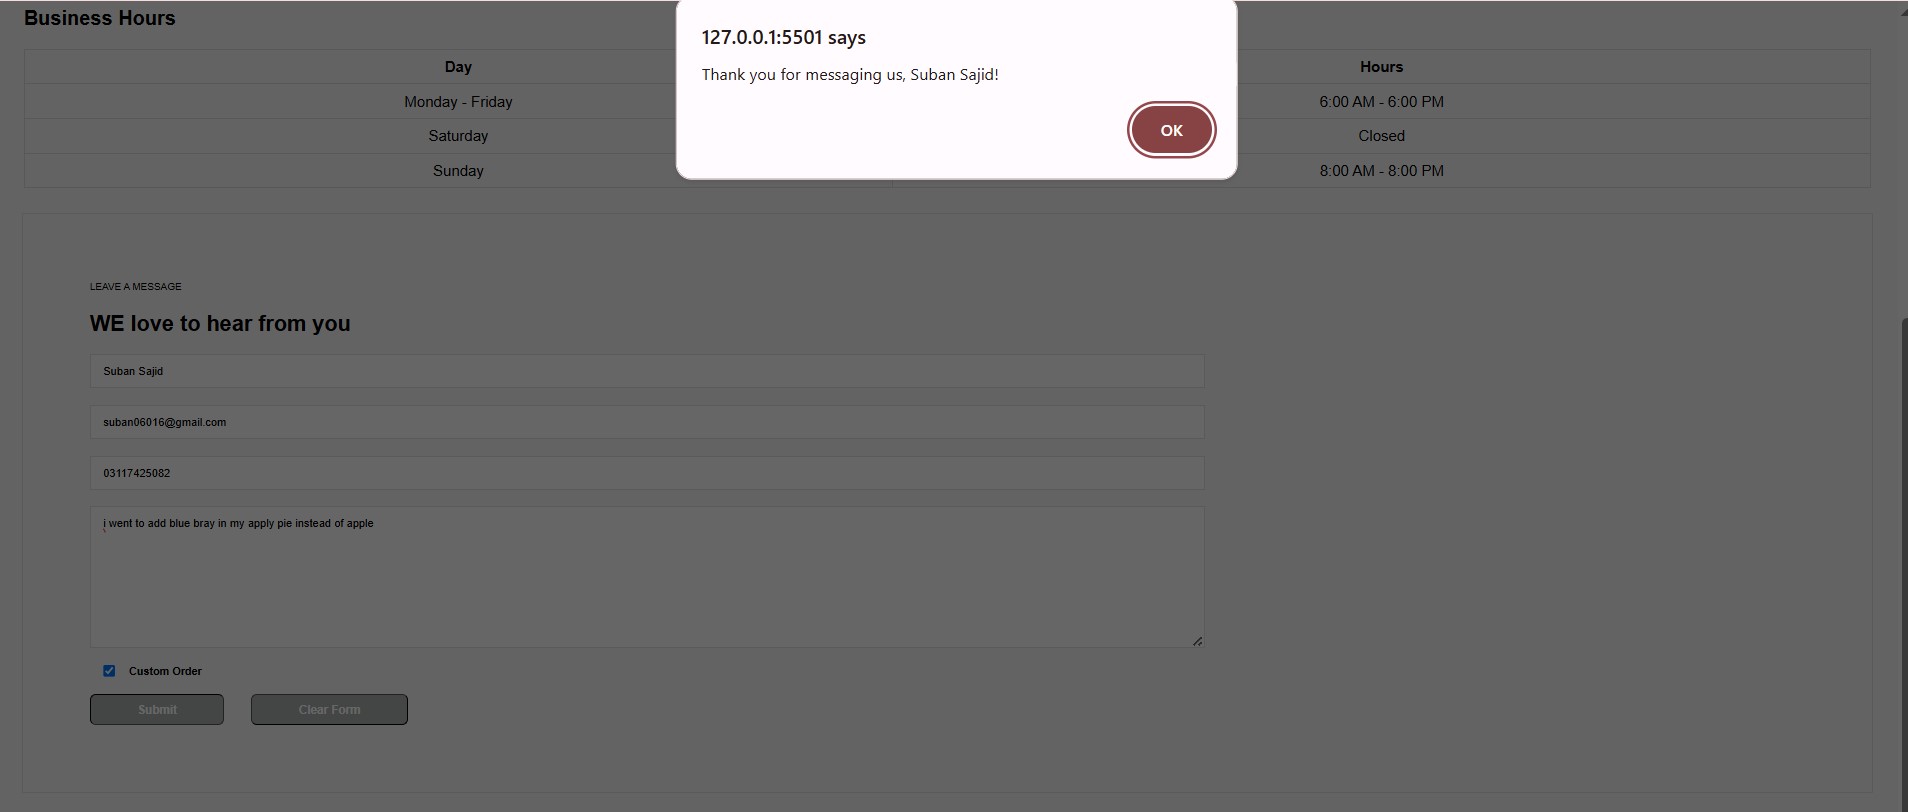 Business Hours
127.0.0.1:5501 says
Thank you for messaging us, Suban Sajid!
OK
Day Hours
Monday - Friday 6:00 AM - 6:00 PM
Saturday Closed
Sunday 8:00 AM - 8:00 PM
LEAVE A MESSAGE
WE love to hear from you
Suban Sajid
suban06016@gmail.com
03117425082
i went to add blue bray in my apply pie instead of apple
Custom Order
Submit Clear Form